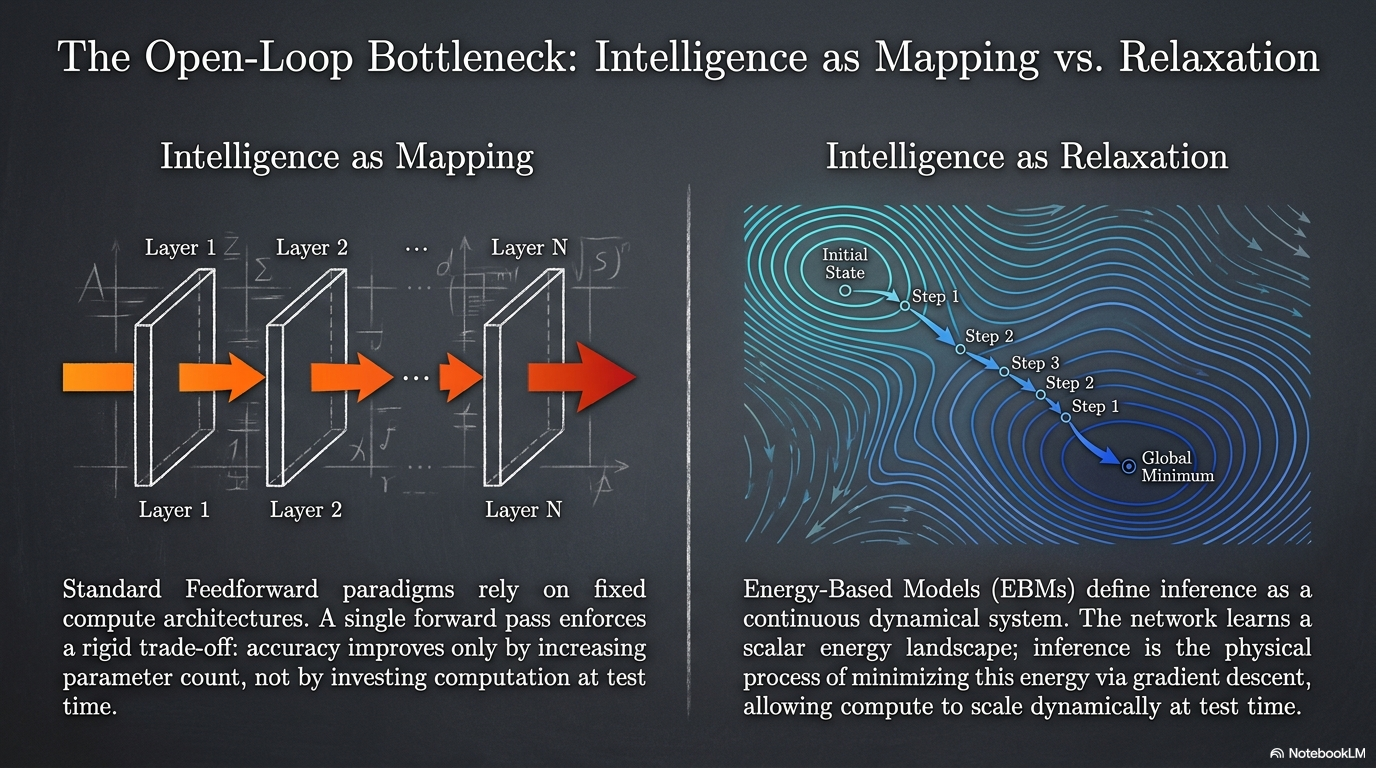 The Open-Loop Bottleneck: Intelligence as Mapping vs. Relaxation
Intelligence as Mapping
Layer 1
Layer 2
...
Layer N
Layer 1
Layer 2
Layer N
Standard Feedforward paradigms rely on fixed
compute architectures. A single forward pass enforces
a rigid trade-off: accuracy improves only by increasing
parameter count, not by investing computation at test
time.
Intelligence as Relaxation
Initial
State
Step 1
Step 2
Step 3
Step 2
Step 1
Global
Minimum
Energy-Based Models (EBMs) define inference as a
continuous dynamical system. The network learns a
scalar energy landscape; inference is the physical
process of minimizing this energy via gradient descent,
allowing compute to scale dynamically at test time.
NotebookLM